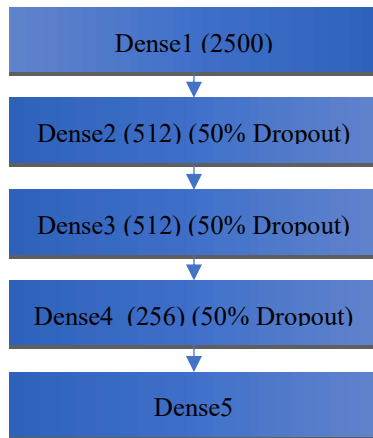 Dense1 (2500)
Dense2 (512) (50% Dropout)
Dense3 (512) (50% Dropout)
Dense4 (256) (50% Dropout)
Dense5